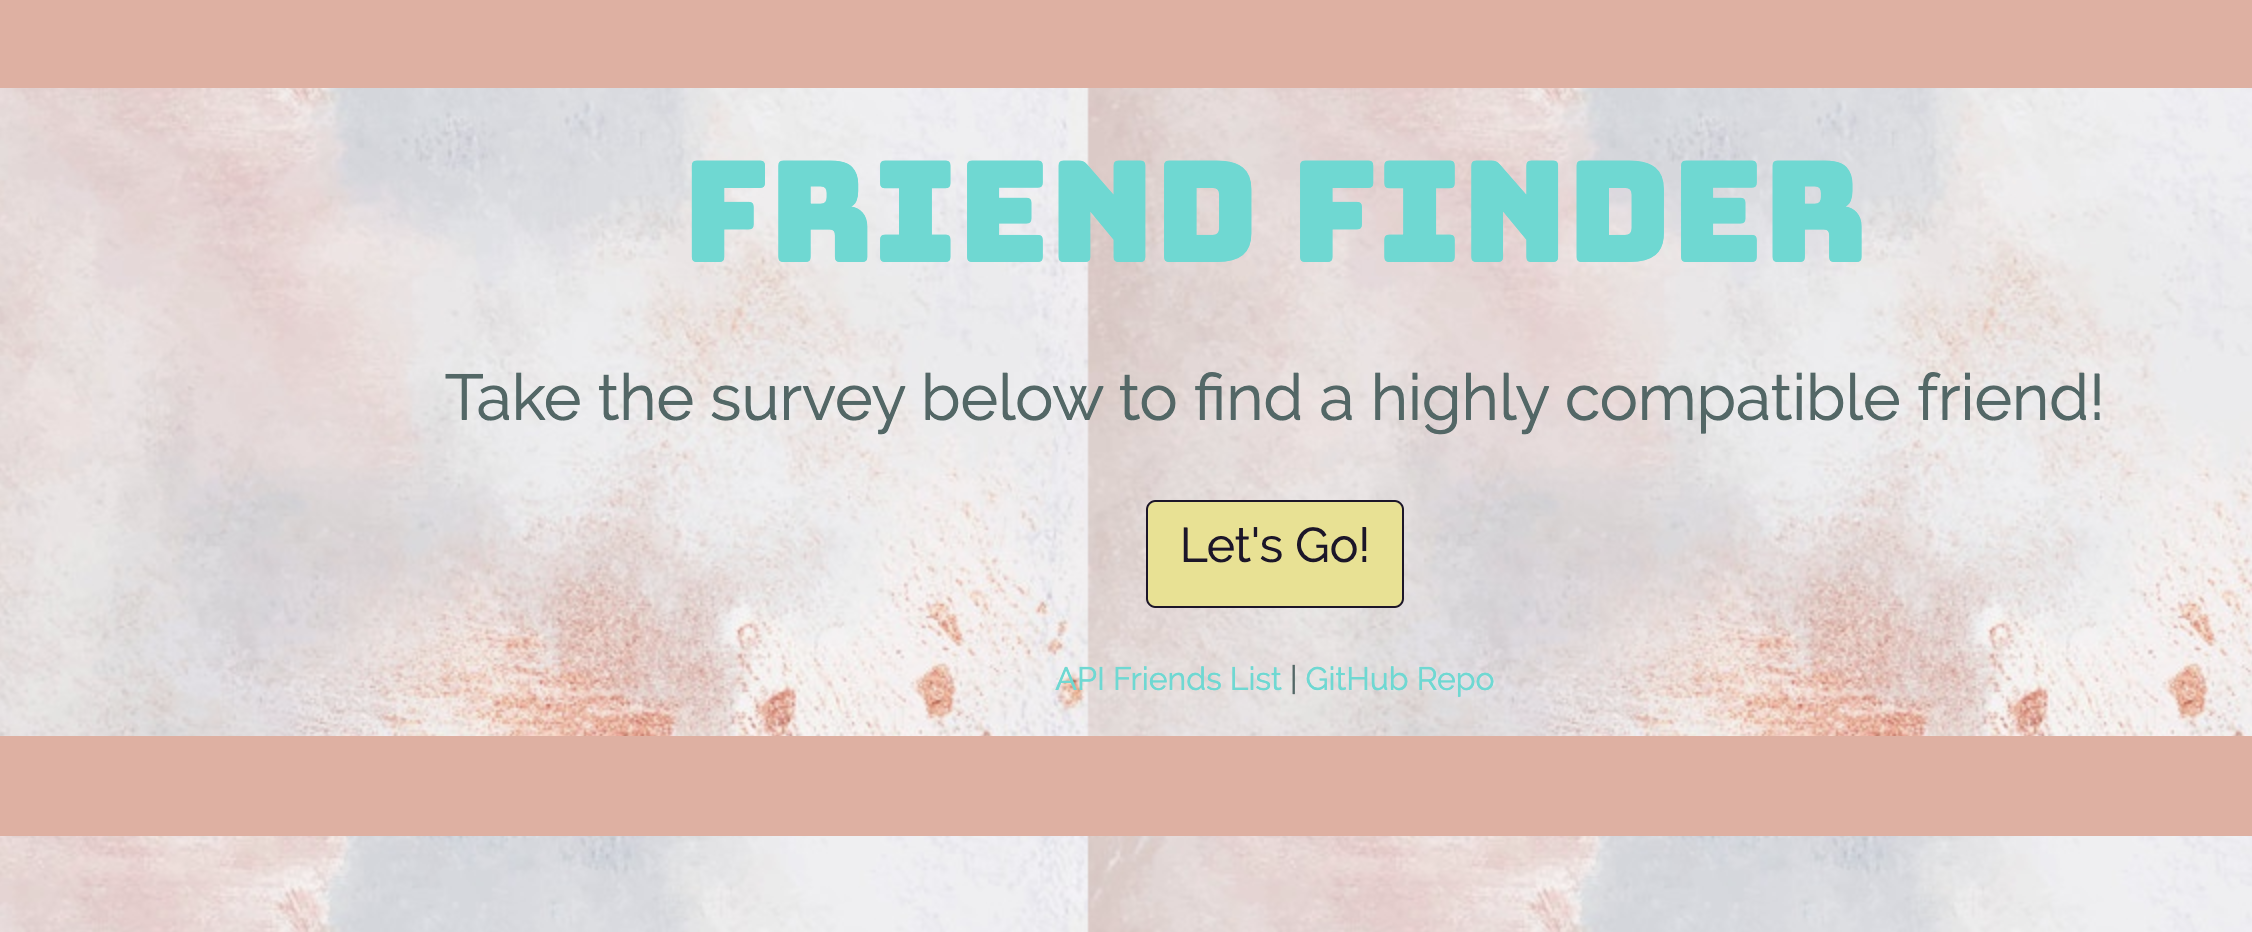 FRIEND FINDER
Take the survey below to find a highly compatible friend!
Let's Go!
API Friends List | GitHub Repo